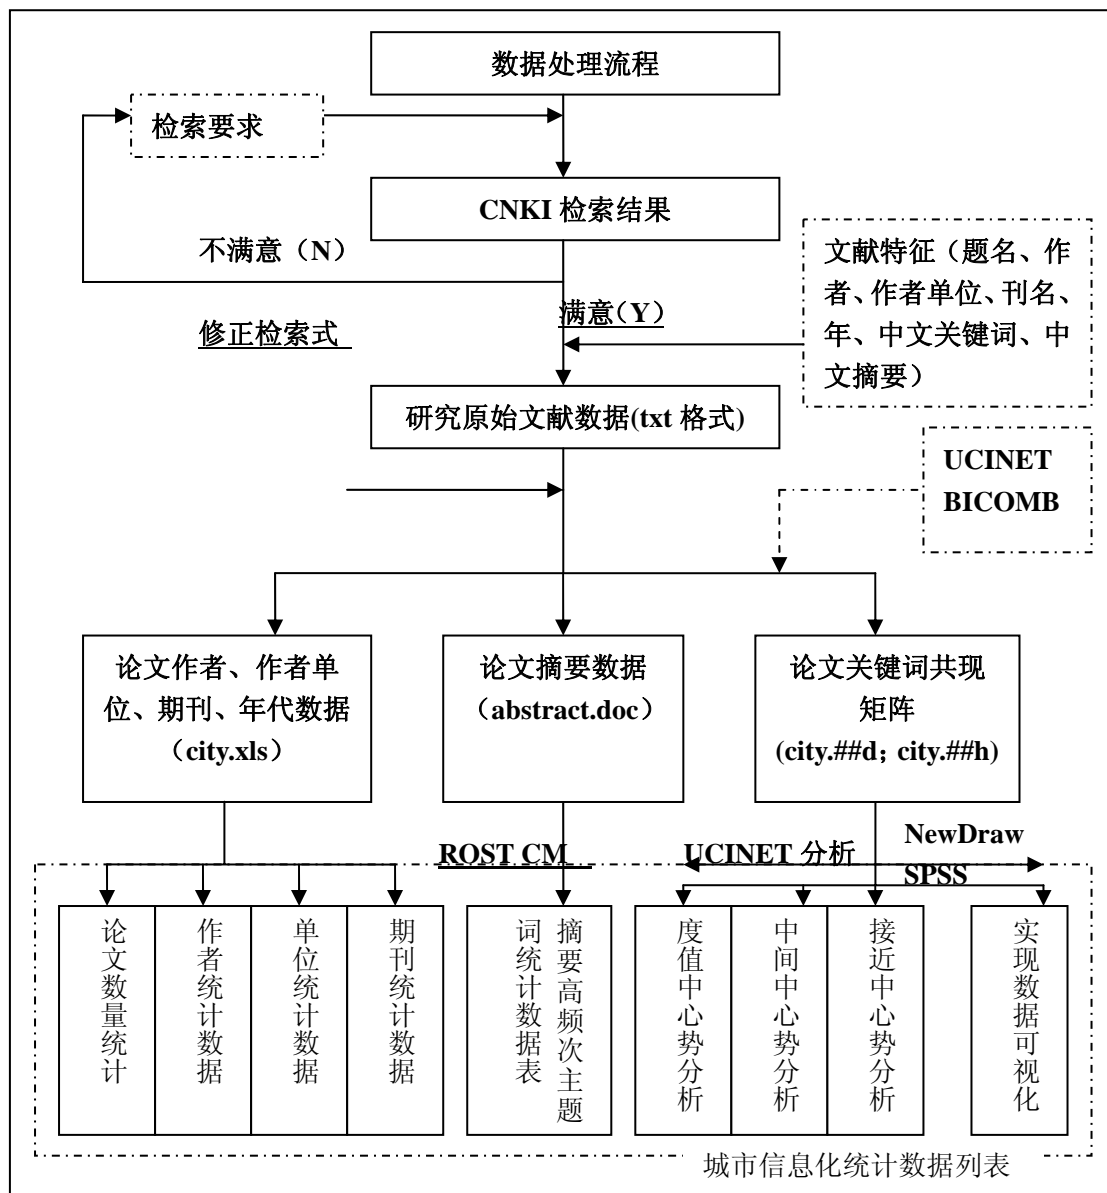 数据处理流程
检索要求
CNKI 检索结果
不满意（N）
文献特征（题名、作
者、作者单位、刊名、
年、中文关键词、中
文摘要）
满意（Y）
修正检索式
研究原始文献数据(txt 格式)
UCINET
BICOMB
论文作者、作者单
位、期刊、年代数据
（city.xls）
论文摘要数据
（abstract.doc）
论文关键词共现
矩阵
(city.##d；city.##h)
ROST CM
UCINET 分析
NewDraw
SPSS
论文数量统计
作者统计数据
单位统计数据
期刊统计数据
摘要高频次主题
词统计数据表
度值中心势分析
中间中心势分析
接近中心势分析
实现数据可视化
城市信息化统计数据列表